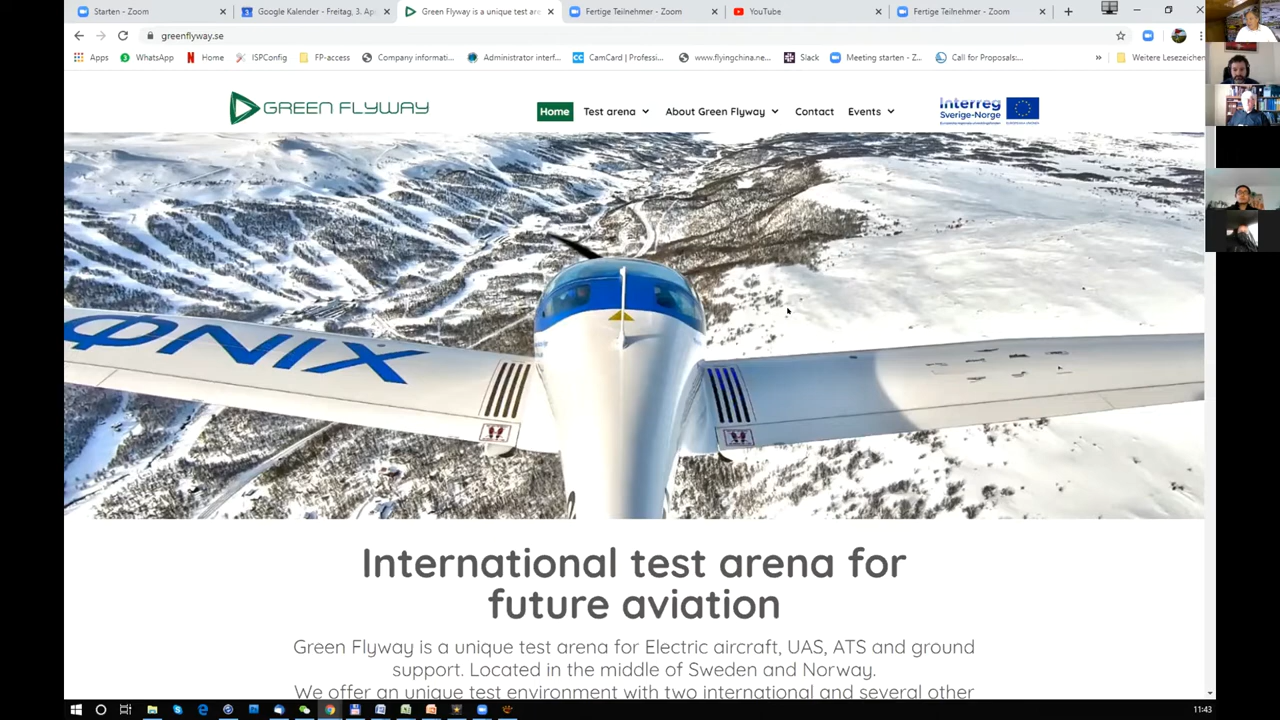 Starten - Zoom
Google Kalender - Freitag, 3. Apr
Green Flyway is a unique test are
Fertige Teilnehmer - Zoom
YouTube
Fertige Teilnehmer - Zoom
greenflyway.se
Apps
WhatsApp
Home
ISPConfig
FP-access
Company informati...
Administrator interf...
CamCard | Professi...
www.flyingchina.ne...
Slack
Meeting starten - Z...
Call for Proposals:...
»
Weitere Lesezeichen
GREEN FLYWAY
Home
Test arena
About Green Flyway
Contact
Events
Interreg
Sverige-Norge
ΦNIX
International test arena for
future aviation
Green Flyway is a unique test arena for Electric aircraft, UAS, ATS and ground
support. Located in the middle of Sweden and Norway.
We offer an unique test environment with two international and several other
11:43